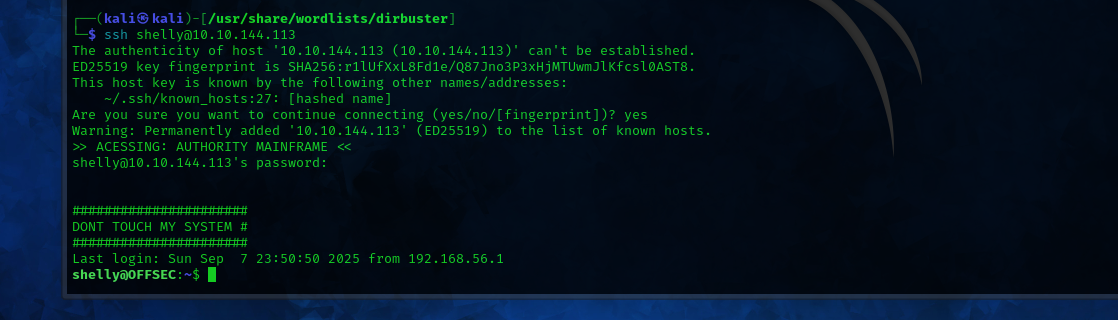 ┌──(kali㉿kali)-[/usr/share/wordlists/dirbuster]
└─$ ssh shelly@10.10.144.113
The authenticity of host '10.10.144.113 (10.10.144.113)' can't be established.
ED25519 key fingerprint is SHA256:r1lUfXxL8Fd1e/Q87Jno3P3xHjMTUwmJlKfcsl0AST8.
This host key is known by the following other names/addresses:
    ~/.ssh/known_hosts:27: [hashed name]
Are you sure you want to continue connecting (yes/no/[fingerprint])? yes
Warning: Permanently added '10.10.144.113' (ED25519) to the list of known hosts.
>> ACESSING: AUTHORITY MAINFRAME <<
shelly@10.10.144.113's password:
######################
DONT TOUCH MY SYSTEM #
######################
Last login: Sun Sep  7 23:50:50 2025 from 192.168.56.1
shelly@OFFSEC:~$